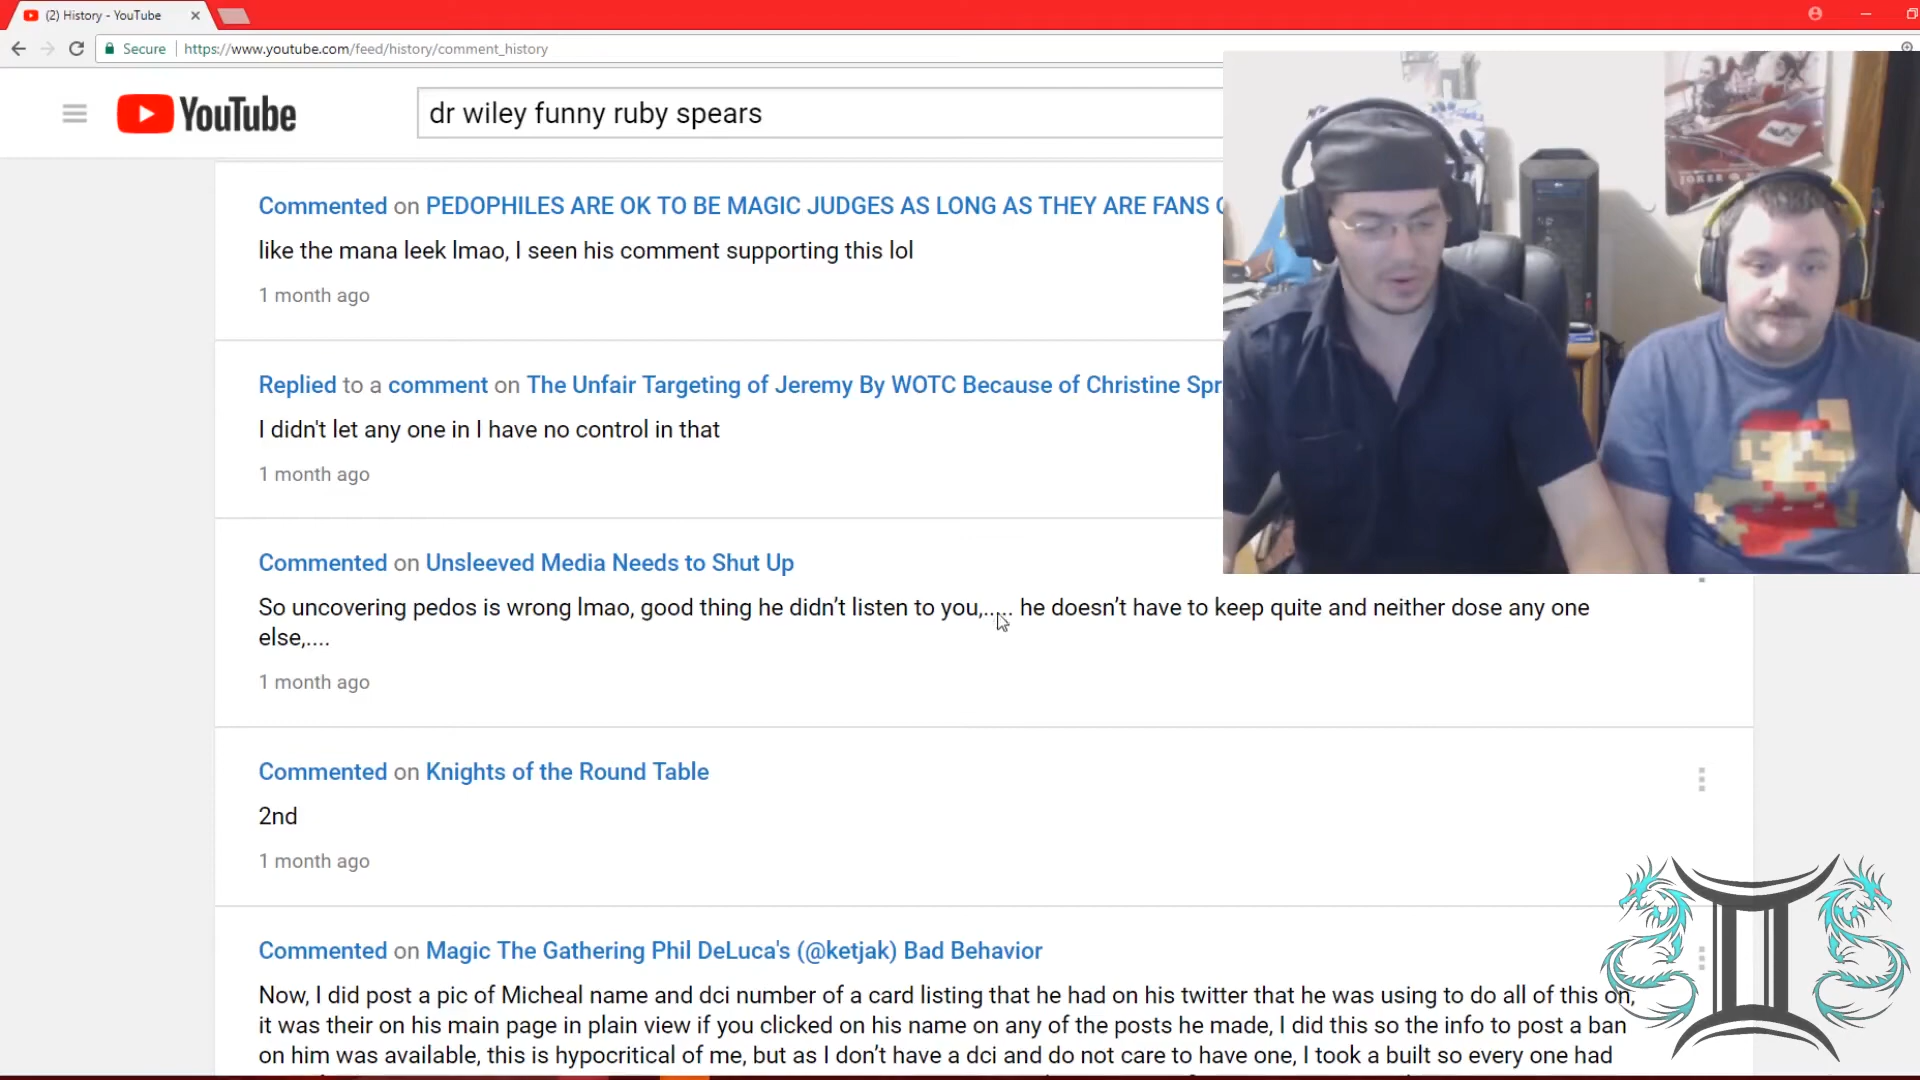 (2) History - YouTube
Secure https://www.youtube.com/feed/history/comment_history
YouTube
dr wiley funny ruby spears
Commented on PEDOPHILES ARE OK TO BE MAGIC JUDGES AS LONG AS THEY ARE FANS
like the mana leek lmao, I seen his comment supporting this lol
1 month ago
Replied to a comment on The Unfair Targeting of Jeremy By WOTC Because of Christine Spr
I didn't let any one in I have no control in that
1 month ago
Commented on Unsleeved Media Needs to Shut Up
So uncovering pedos is wrong lmao, good thing he didn’t listen to you,..... he doesn’t have to keep quite and neither dose any one
else,....
1 month ago
Commented on Knights of the Round Table
2nd
1 month ago
Commented on Magic The Gathering Phil DeLuca's (@ketjak) Bad Behavior
Now, I did post a pic of Micheal name and dci number of a card listing that he had on his twitter that he was using to do all of this on,
it was their on his main page in plain view if you clicked on his name on any of the posts he made, I did this so the info to post a ban
on him was available, this is hypocritical of me, but as I don’t have a dci and do not care to have one, I took a built so every one had
JOKER